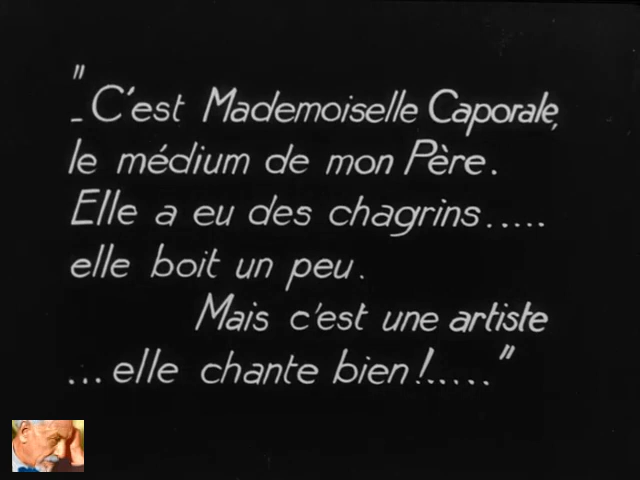 "
- C'est Mademoiselle Caporale,
le médium de mon Père.
Elle a eu des chagrins.....
elle boit un peu.
Mais c'est une artiste
...elle chante bien!....."